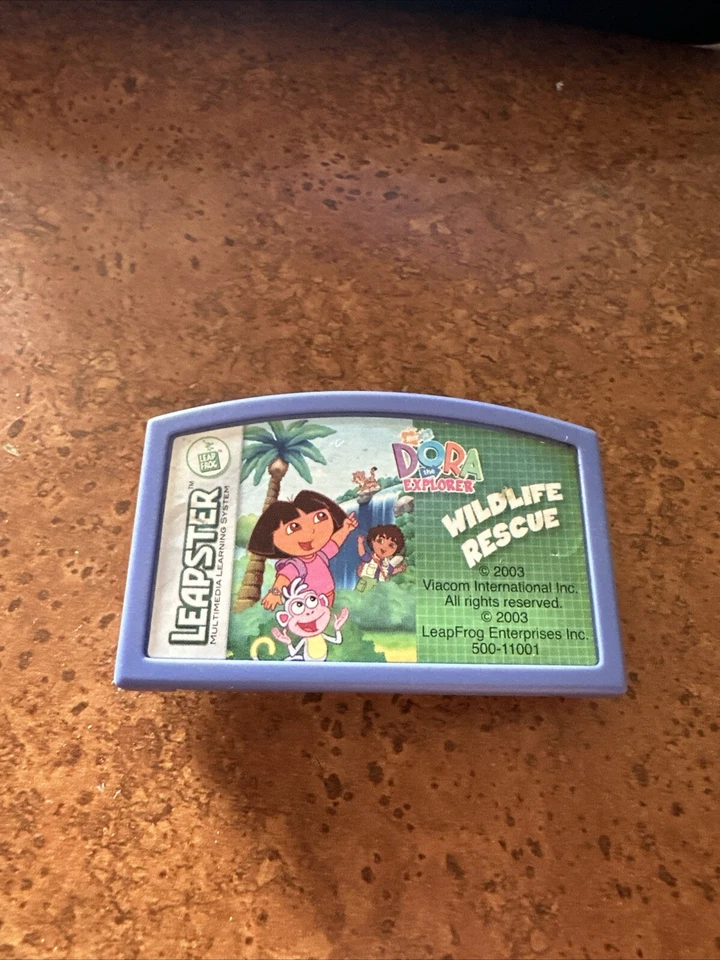 LEAP
FROG
LEAPSTER™
MULTIMEDIA LEARNING SYSTEM
DORA
the
EXPLORER
WILDLIFE
RESCUE
© 2003
Viacom International Inc.
All rights reserved.
© 2003
LeapFrog Enterprises Inc.
500-11001